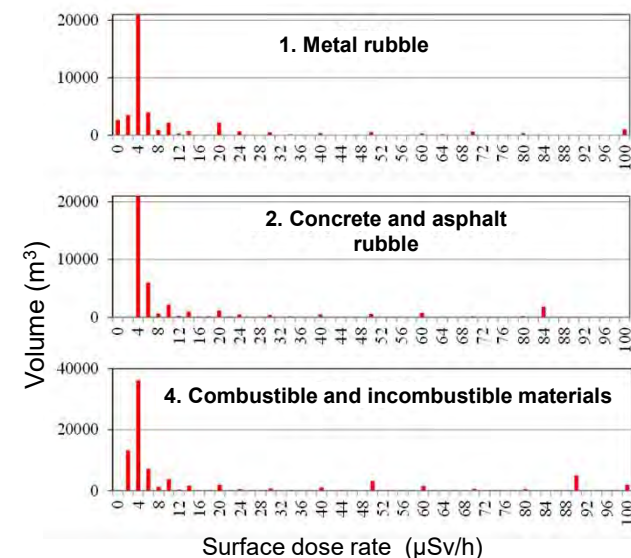 20000
10000
0
1. Metal rubble
0 4 8 12 16 20 24 28 32 36 40 44 48 52 56 60 64 68 72 76 80 84 88 92 96 100
20000
10000
0
2. Concrete and asphalt
rubble
0 4 8 12 16 20 24 28 32 36 40 44 48 52 56 60 64 68 72 76 80 84 88 92 96 100
Volume (m³)
40000
20000
0
4. Combustible and incombustible materials
0 4 8 12 16 20 24 28 32 36 40 44 48 52 56 60 64 68 72 76 80 84 88 92 96 100
Surface dose rate (μSv/h)